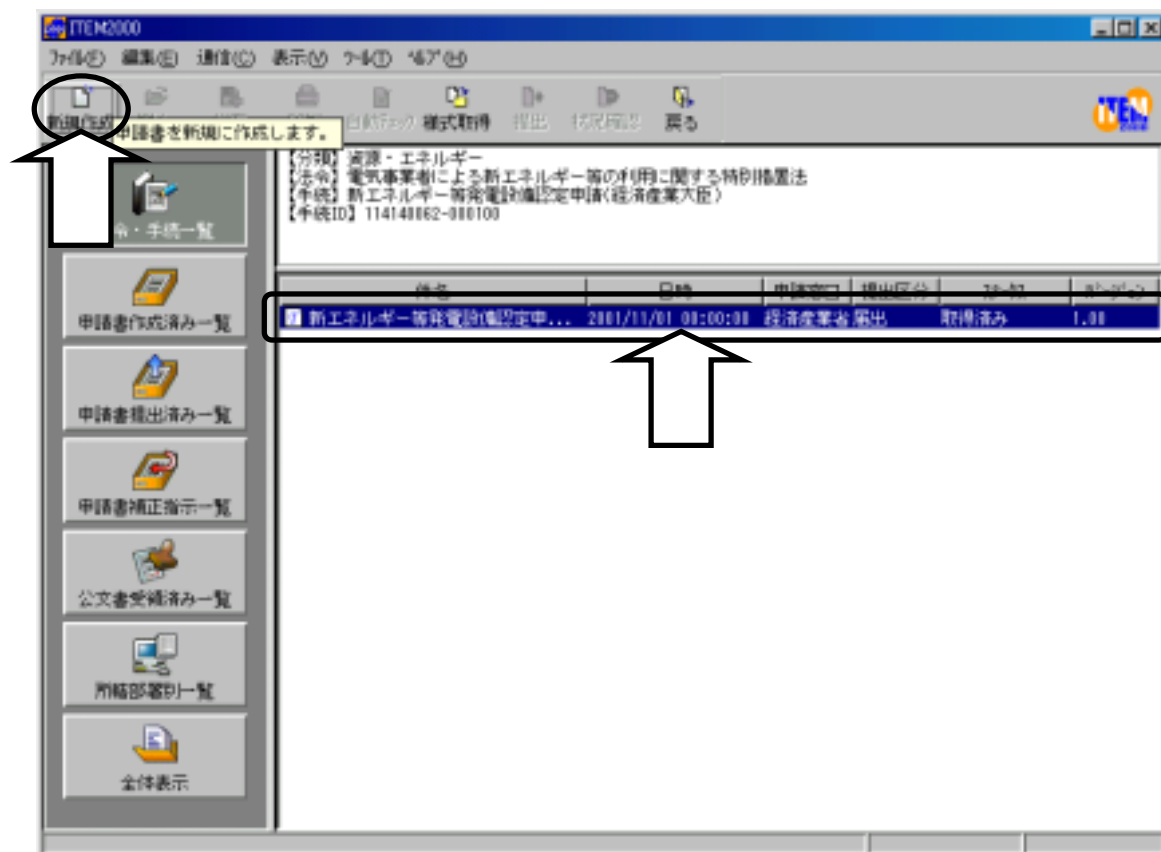 ITEM2000
ファイル(F) 編集(E) 通信(C) 表示(V) ツール(T) ヘルプ(H)
新規作成 自動チェック 様式取得 提出 状況確認 戻る
申請書を新規に作成します。
【分類】資源・エネルギー
【法令】電気事業者による新エネルギー等の利用に関する特別措置法
【手続】新エネルギー等発電設備認定申請(経済産業大臣)
【手続ID】114140062-000100
令・手続一覧
申請書作成済み一覧
申請書提出済み一覧
申請書補正指示一覧
公文書受領済み一覧
所轄部署別一覧
全体表示
件名 日時 申請窓口 提出区分 ステータス バージョン
新エネルギー等発電設備認定申... 2001/11/01 00:00:00 経済産業省 届出 取得済み 1.00